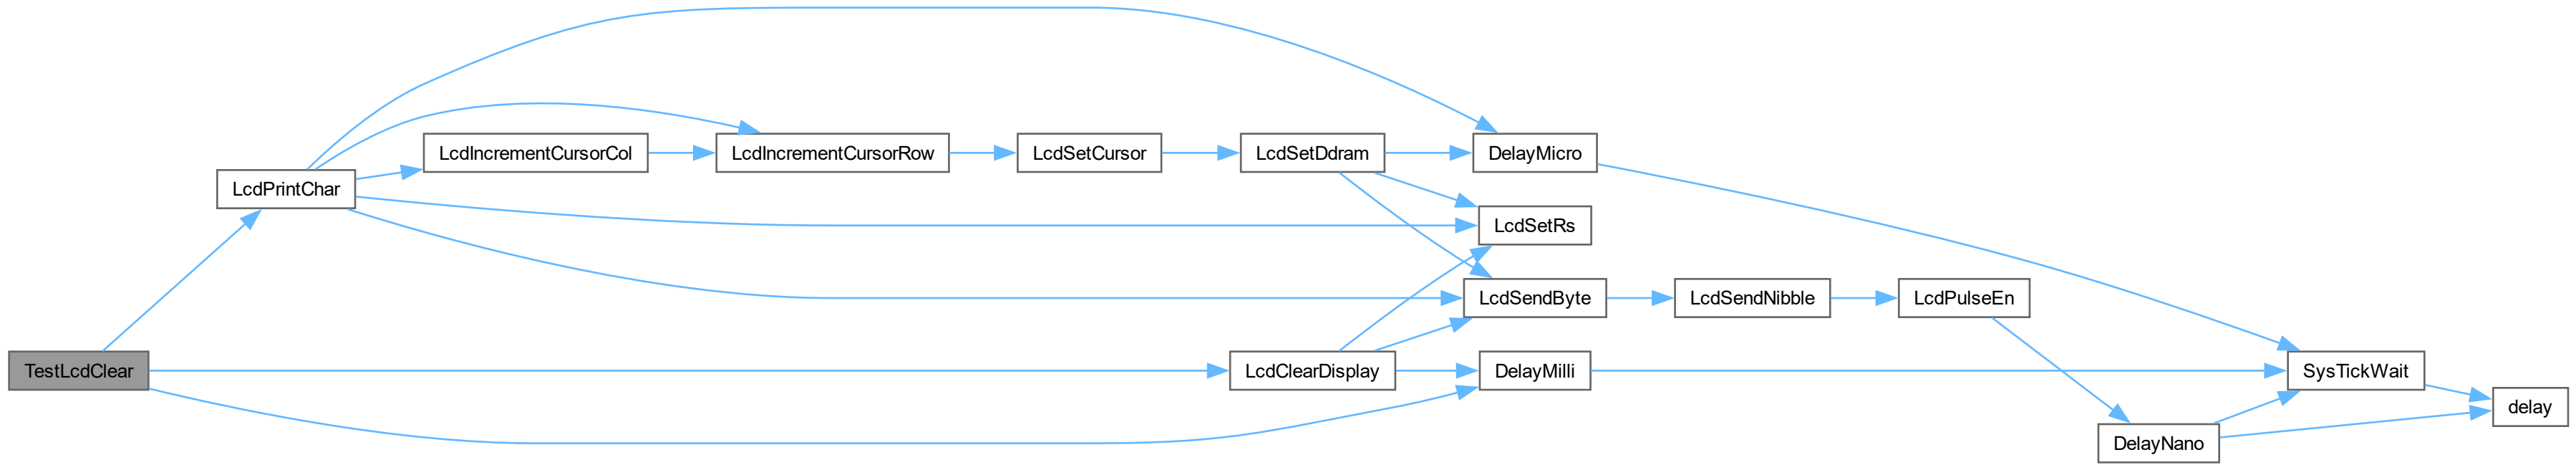 TestLcdClear
LcdPrintChar
LcdIncrementCursorCol
LcdIncrementCursorRow
LcdSetCursor
LcdSetDdram
DelayMicro
LcdSetRs
LcdSendByte
LcdSendNibble
LcdPulseEn
LcdClearDisplay
DelayMilli
SysTickWait
delay
DelayNano